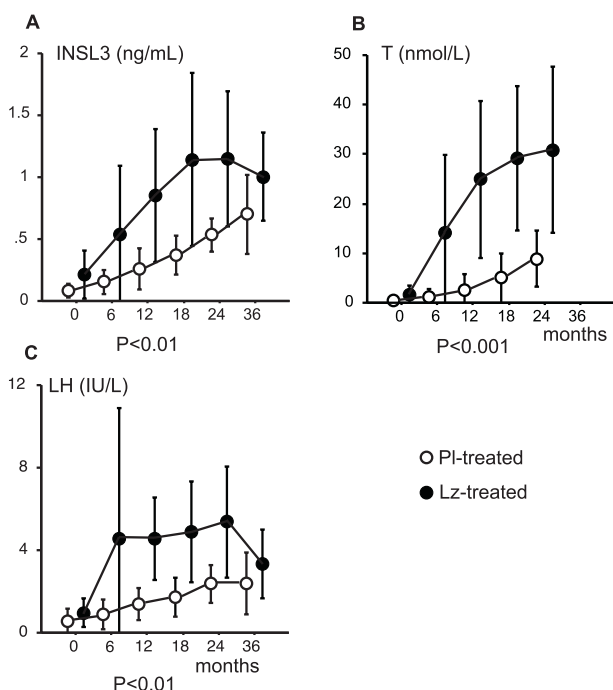 A
INSL3 (ng/mL)
2
1.5
1
.5
0
0 6 12 18 24 36
P<0.01
B
T (nmol/L)
50
40
30
20
10
0
0 6 12 18 24 36
P<0.001 months
C
LH (IU/L)
12
8
4
0
0 6 12 18 24 36
months
P<0.01
Pl-treated
Lz-treated